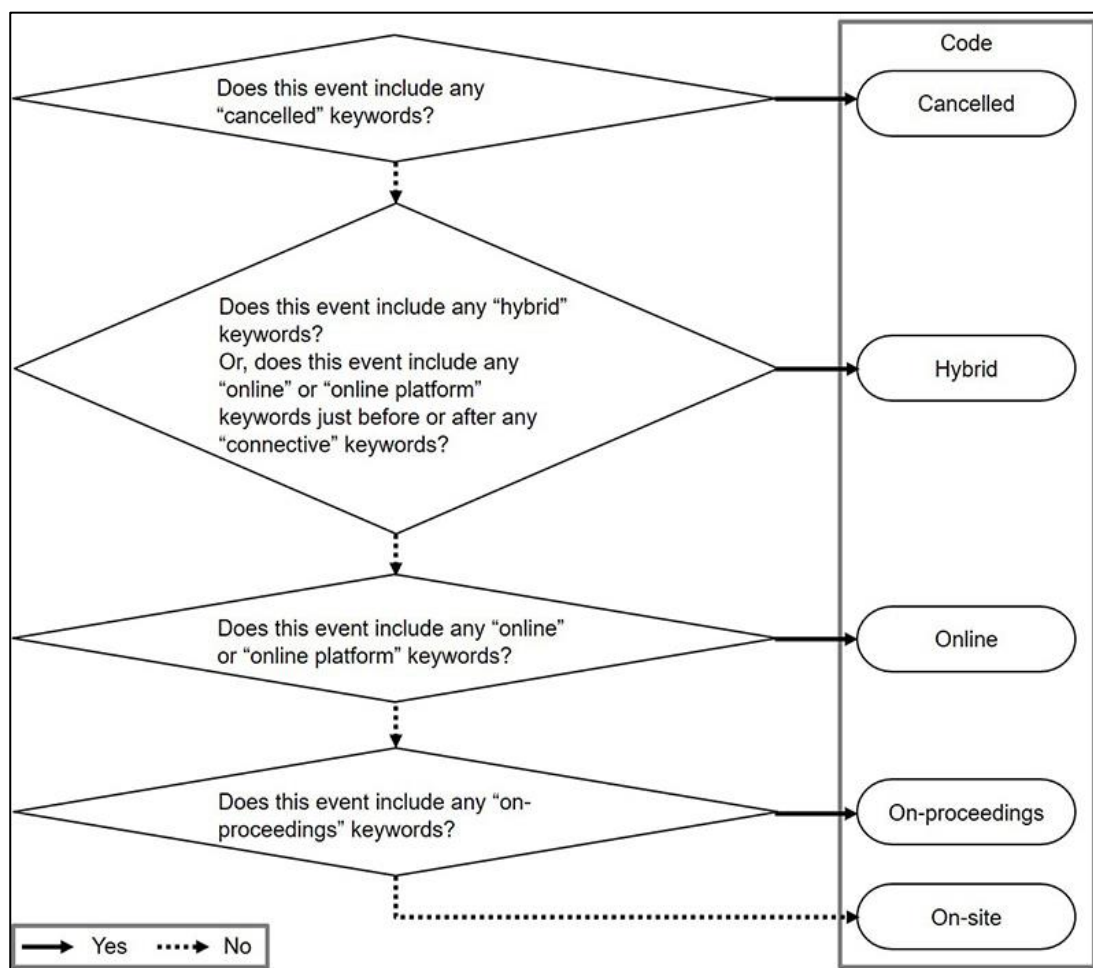 Code
Does this event include any
“cancelled” keywords?
Cancelled
Does this event include any “hybrid”
keywords?
Or, does this event include any
“online” or “online platform”
keywords just before or after any
“connective” keywords?
Hybrid
Does this event include any “online”
or “online platform” keywords?
Online
Does this event include any “on-
proceedings” keywords?
On-proceedings
On-site
Yes No